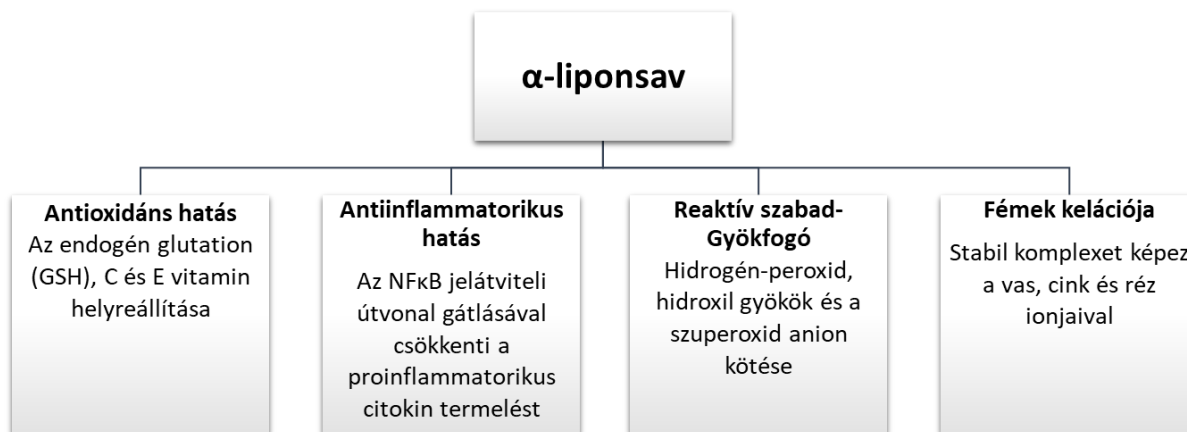 α-liponsav
Antioxidáns hatás
Az endogén glutation
(GSH), C és E vitamin
helyreállítása
Antiinflammatorikus
hatás
Az NFκB jelátviteli
útvonal gátlásával
csökkenti a
proinflammatorikus
citokin termelést
Reaktív szabad-
Gyökfogó
Hidrogén-peroxid,
hidroxil gyökök és a
szuperoxid anion
kötése
Fémek kelációja
Stabil komplexet képez
a vas, cink és réz
ionjaival